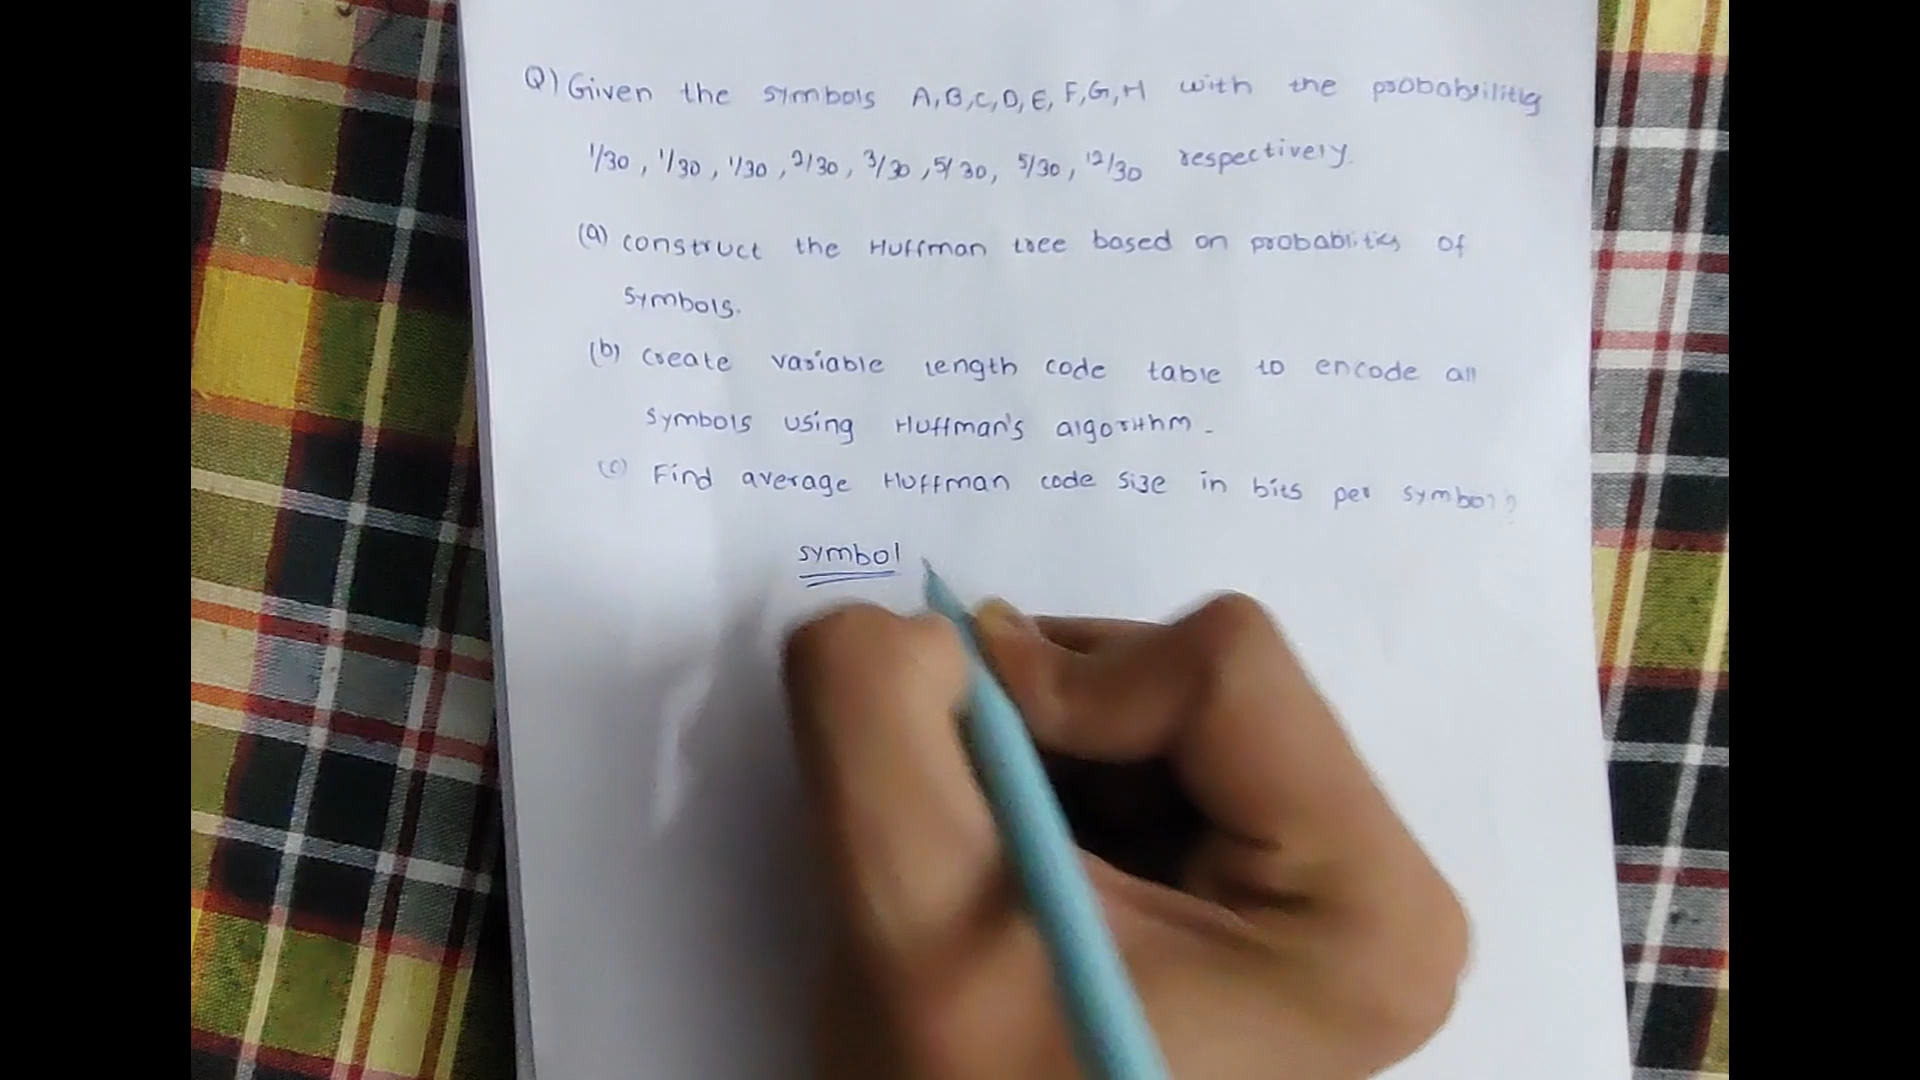 Q) Given the symbols A,B,C,D,E,F,G,H with the probabilities
1/30, 1/30, 1/30, 2/30, 3/30, 5/30, 5/30, 12/30 respectively.
(a) construct the Huffman tree based on probablities of
symbols.
(b) create variable length code table to encode all
symbols using Huffman's algorithm.
(c) Find average Huffman code size in bits per symbol?
symbol